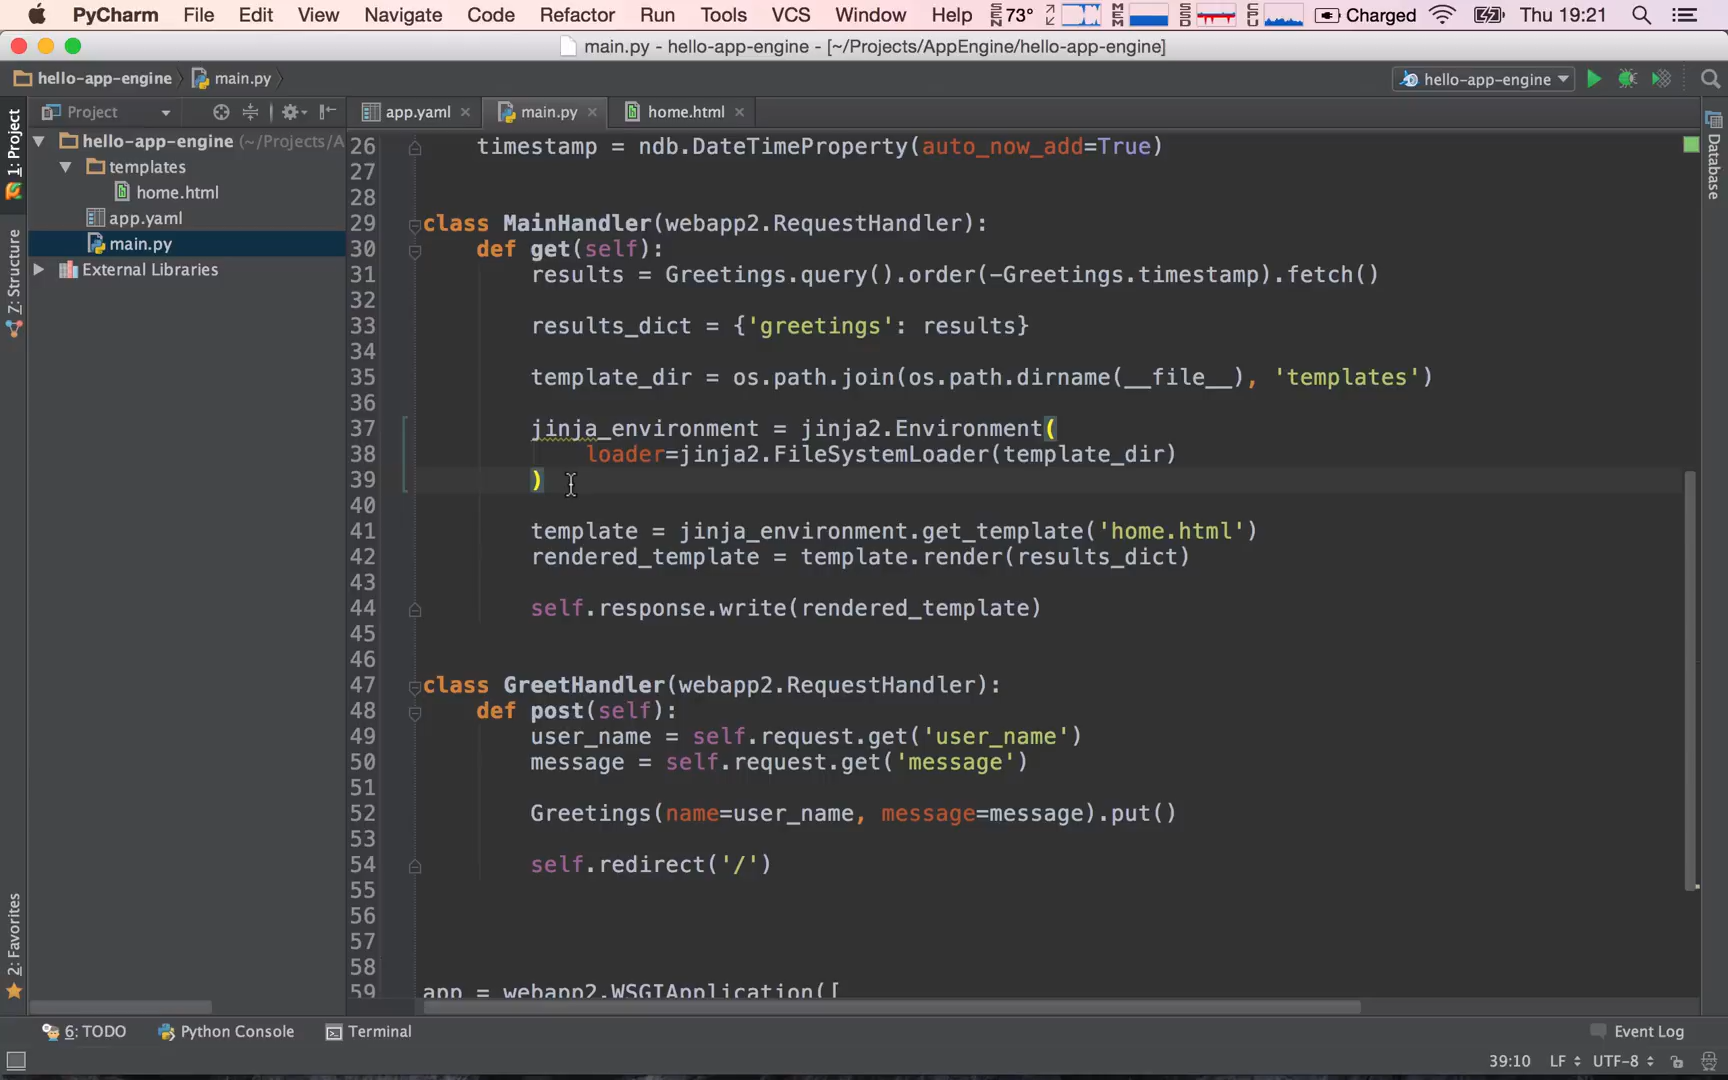 PyCharm File Edit View Navigate Code Refactor Run Tools VCS Window Help SEN 73° MEM SSD CPU Charged Thu 19:21
main.py - hello-app-engine - [~/Projects/AppEngine/hello-app-engine]
hello-app-engine main.py hello-app-engine
Project app.yaml main.py home.html
1: Project
Z: Structure
2: Favorites
Database
hello-app-engine (~/Projects/A
templates
home.html
app.yaml
main.py
External Libraries
26 timestamp = ndb.DateTimeProperty(auto_now_add=True)
27
28
29 class MainHandler(webapp2.RequestHandler):
30 def get(self):
31 results = Greetings.query().order(-Greetings.timestamp).fetch()
32
33 results_dict = {'greetings': results}
34
35 template_dir = os.path.join(os.path.dirname(__file__), 'templates')
36
37 jinja_environment = jinja2.Environment(
38 loader=jinja2.FileSystemLoader(template_dir)
39 )
40
41 template = jinja_environment.get_template('home.html')
42 rendered_template = template.render(results_dict)
43
44 self.response.write(rendered_template)
45
46
47 class GreetHandler(webapp2.RequestHandler):
48 def post(self):
49 user_name = self.request.get('user_name')
50 message = self.request.get('message')
51
52 Greetings(name=user_name, message=message).put()
53
54 self.redirect('/')
55
56
57
58
59 app = webapp2.WSGIApplication([
6: TODO Python Console Terminal Event Log
39:10 LF UTF-8